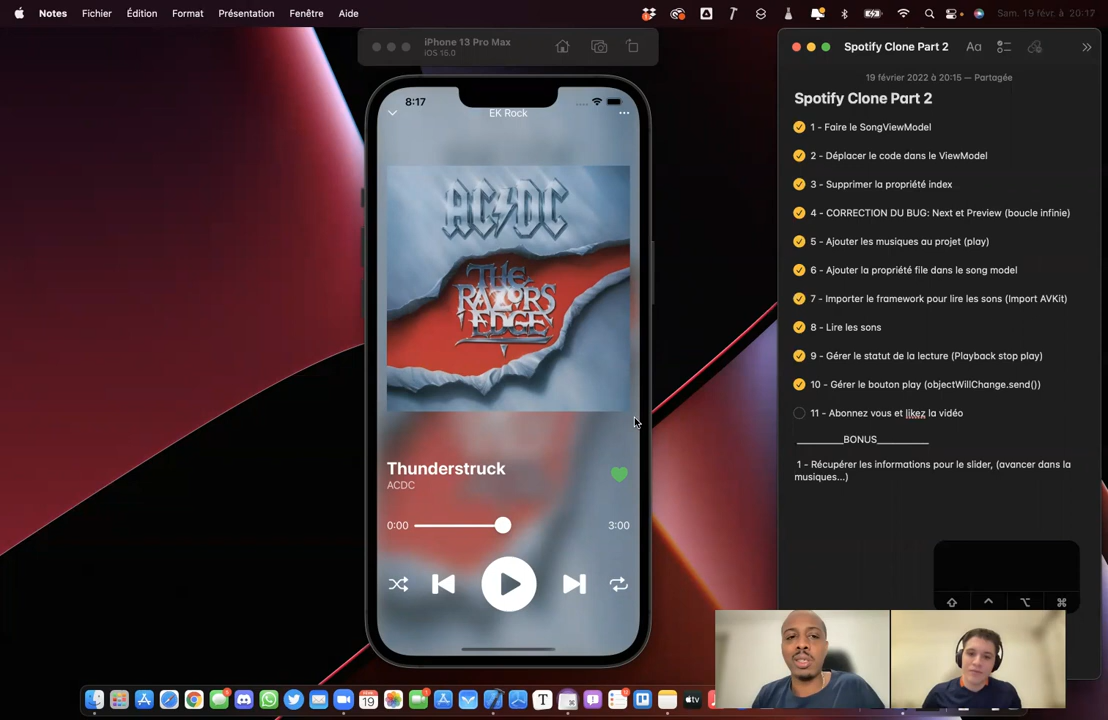 Notes Fichier Édition Format Présentation Fenêtre Aide Sam. 19 févr. à 20:17
iPhone 13 Pro Max
iOS 15.0
8:17
EK Rock
AC DC
THE
RAZORS
EDGE
Thunderstruck
ACDC
0:00 3:00
Spotify Clone Part 2
Aa
19 février 2022 à 20:15 — Partagée
Spotify Clone Part 2
1 - Faire le SongViewModel
2 - Déplacer le code dans le ViewModel
3 - Supprimer la propriété index
4 - CORRECTION DU BUG: Next et Preview (boucle infinie)
5 - Ajouter les musiques au projet (play)
6 - Ajouter la propriété file dans le song model
7 - Importer le framework pour lire les sons (Import AVKit)
8 - Lire les sons
9 - Gérer le statut de la lecture (Playback stop play)
10 - Gérer le bouton play (objectWillChange.send())
11 - Abonnez vous et likez la vidéo
_________BONUS__________
1 - Récupérer les informations pour le slider, (avancer dans la
musiques...)
19
T
tv